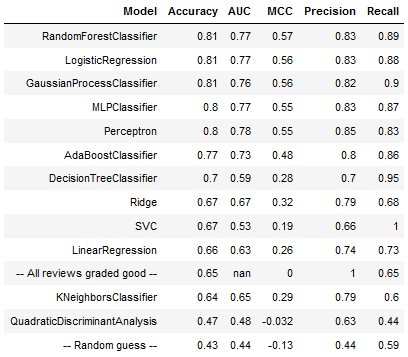 Model Accuracy AUC MCC Precision Recall
RandomForestClassifier 0.81 0.77 0.57 0.83 0.89
LogisticRegression 0.81 0.77 0.56 0.83 0.88
GaussianProcessClassifier 0.81 0.76 0.56 0.82 0.9
MLPClassifier 0.8 0.77 0.55 0.83 0.87
Perceptron 0.8 0.78 0.55 0.85 0.83
AdaBoostClassifier 0.77 0.73 0.48 0.8 0.86
DecisionTreeClassifier 0.7 0.59 0.28 0.7 0.95
Ridge 0.67 0.67 0.32 0.79 0.68
SVC 0.67 0.53 0.19 0.66 1
LinearRegression 0.66 0.63 0.26 0.74 0.73
-- All reviews graded good -- 0.65 nan 0 1 0.65
KNeighborsClassifier 0.64 0.65 0.29 0.79 0.6
QuadraticDiscriminantAnalysis 0.47 0.48 -0.032 0.63 0.44
-- Random guess -- 0.43 0.44 -0.13 0.44 0.59